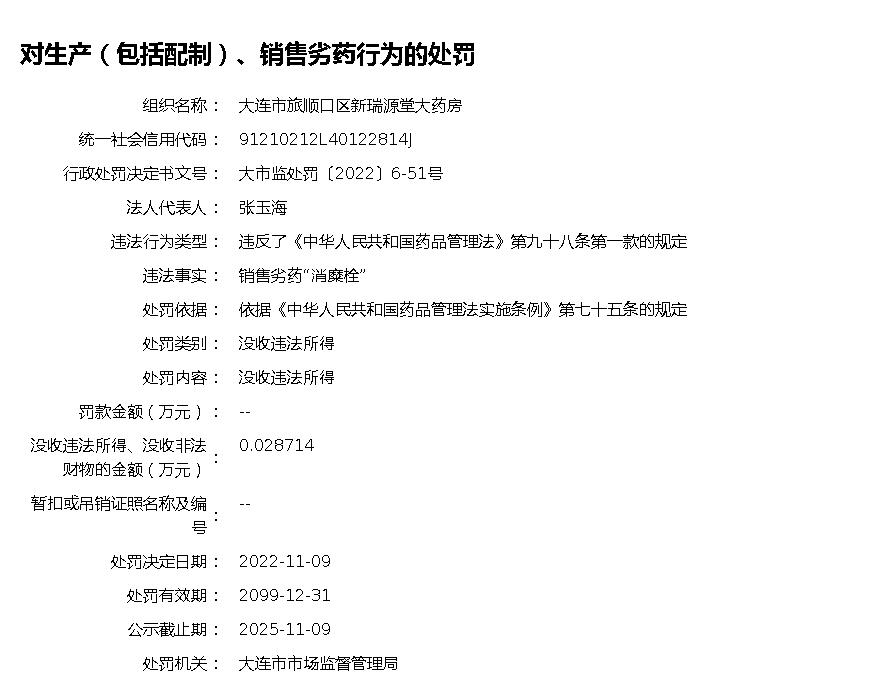 对生产（包括配制）、销售劣药行为的处罚
组织名称： 大连市旅顺口区新瑞源堂大药房
统一社会信用代码： 91210212L40122814J
行政处罚决定书文号： 大市监处罚〔2022〕6-51号
法人代表人： 张玉海
违法行为类型： 违反了《中华人民共和国药品管理法》第九十八条第一款的规定
违法事实： 销售劣药“消糜栓”
处罚依据： 依据《中华人民共和国药品管理法实施条例》第七十五条的规定
处罚类别： 没收违法所得
处罚内容： 没收违法所得
罚款金额（万元）： --
没收违法所得、没收非法
财物的金额（万元）： 0.028714
暂扣或吊销证照名称及编
号： --
处罚决定日期： 2022-11-09
处罚有效期： 2099-12-31
公示截止期： 2025-11-09
处罚机关： 大连市市场监督管理局